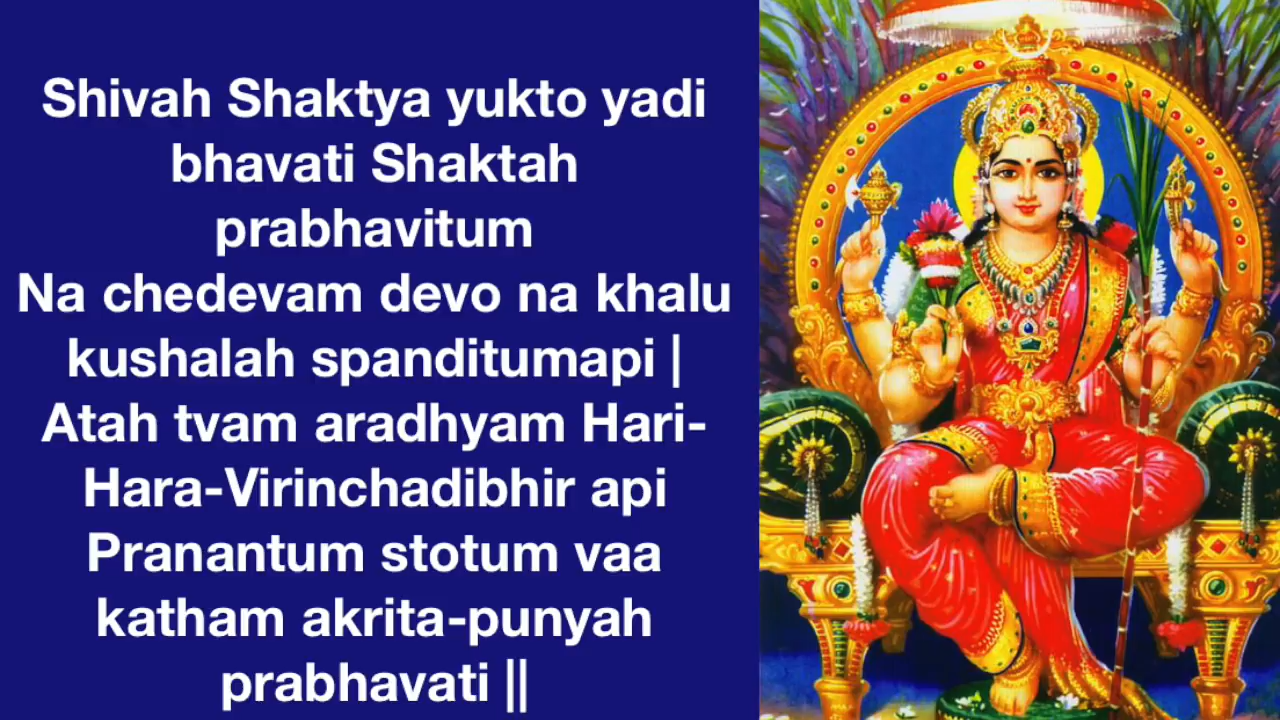 Shivah Shaktya yukto yadi
bhavati Shaktah
prabhavitum
Na chedevam devo na khalu
kushalah spanditumapi |
Atah tvam aradhyam Hari-
Hara-Virinchadibhir api
Pranantum stotum vaa
katham akrita-punyah
prabhavati ||